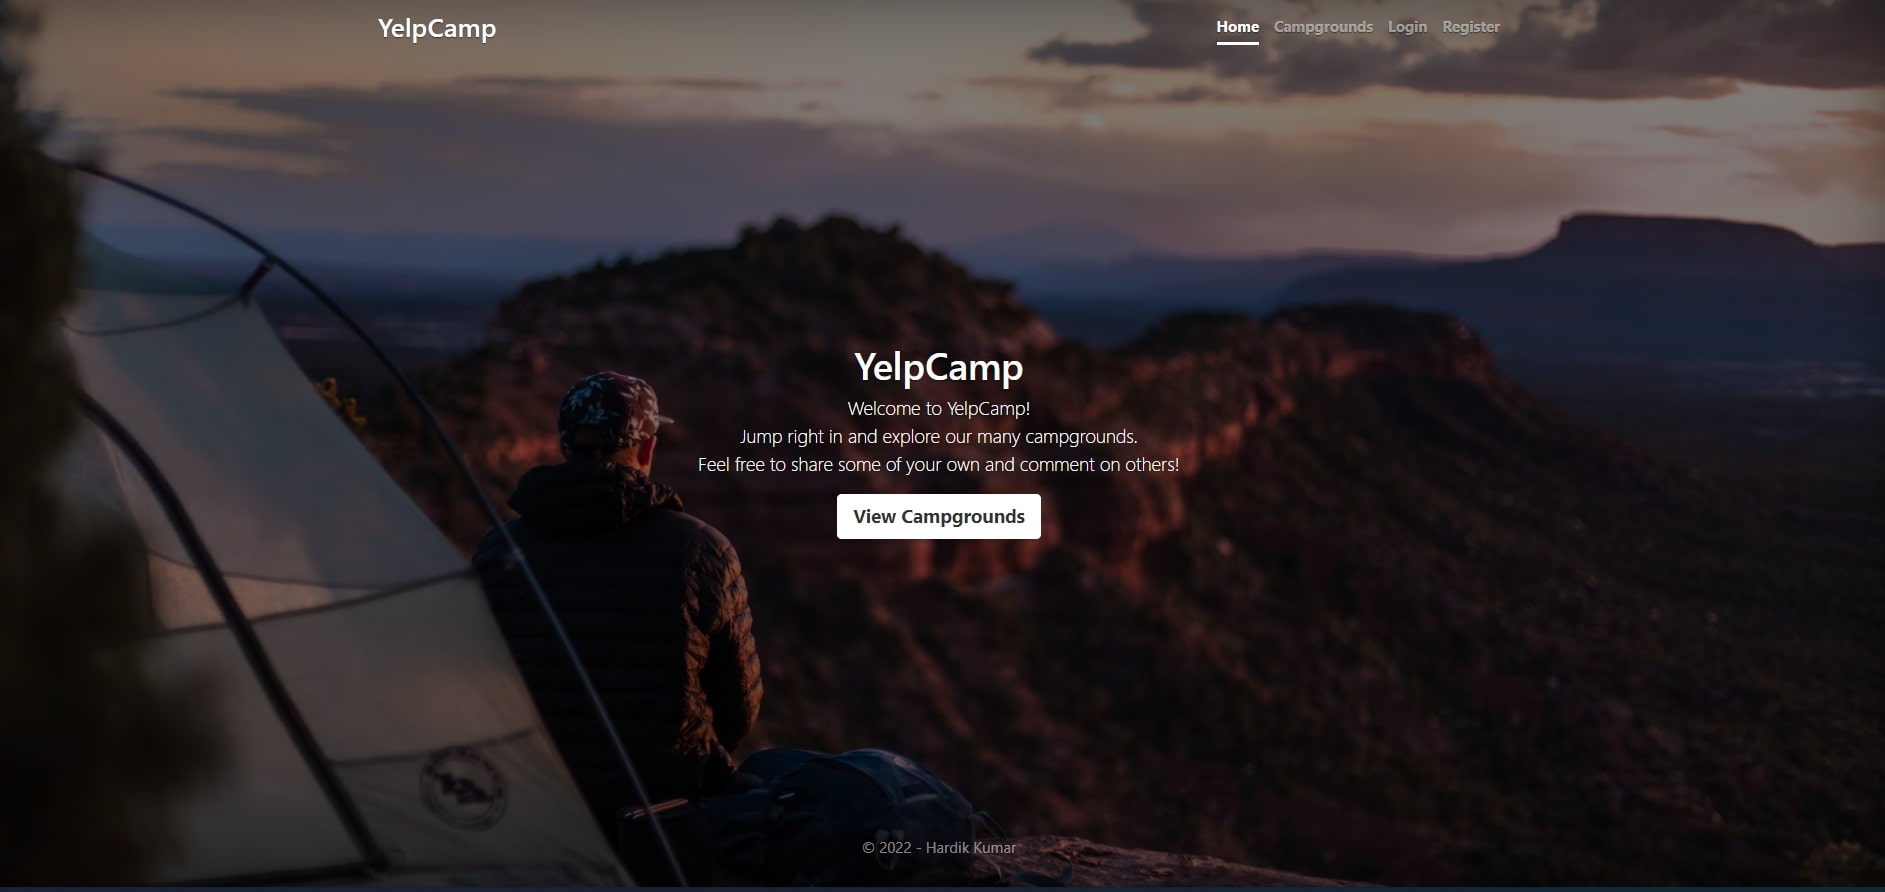 YelpCamp
Home Campgrounds Login Register
YelpCamp
Welcome to YelpCamp!
Jump right in and explore our many campgrounds.
Feel free to share some of your own and comment on others!
View Campgrounds
© 2022 - Hardik Kumar